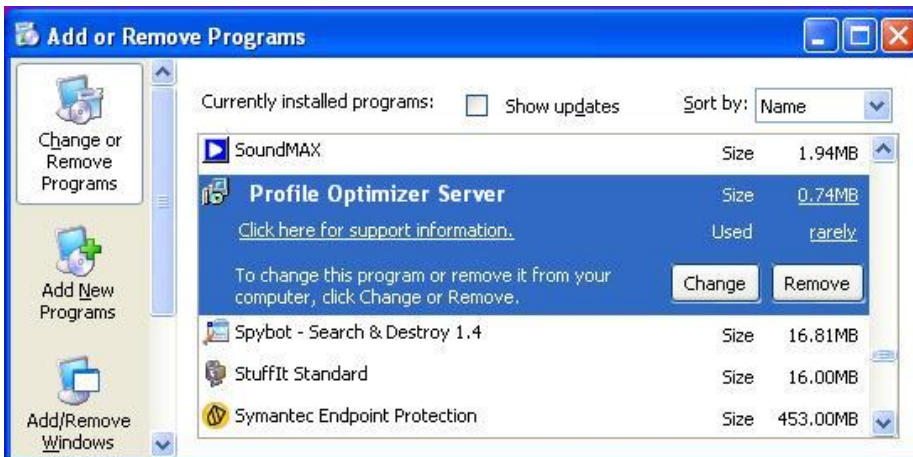 Add or Remove Programs
Change or
Remove
Programs
Add New
Programs
Add/Remove
Windows
Currently installed programs: Show updates Sort by: Name
SoundMAX Size 1.94MB
Profile Optimizer Server Size 0.74MB
Click here for support information. Used rarely
To change this program or remove it from your
computer, click Change or Remove. Change Remove
Spybot - Search & Destroy 1.4 Size 16.81MB
StuffIt Standard Size 16.00MB
Symantec Endpoint Protection Size 453.00MB